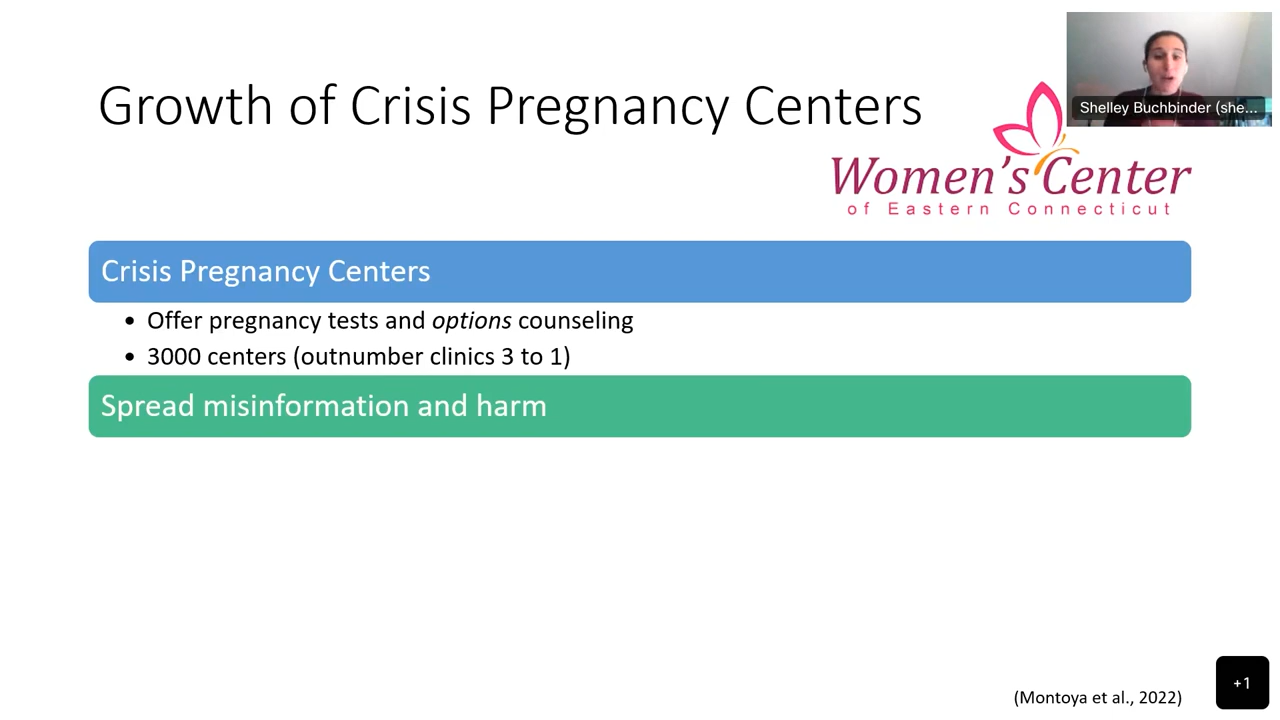 Growth of Crisis Pregnancy Centers
Shelley Buchbinder (she...
Women's Center
of Eastern Connecticut
Crisis Pregnancy Centers
• Offer pregnancy tests and options counseling
• 3000 centers (outnumber clinics 3 to 1)
Spread misinformation and harm
(Montoya et al., 2022)
+1